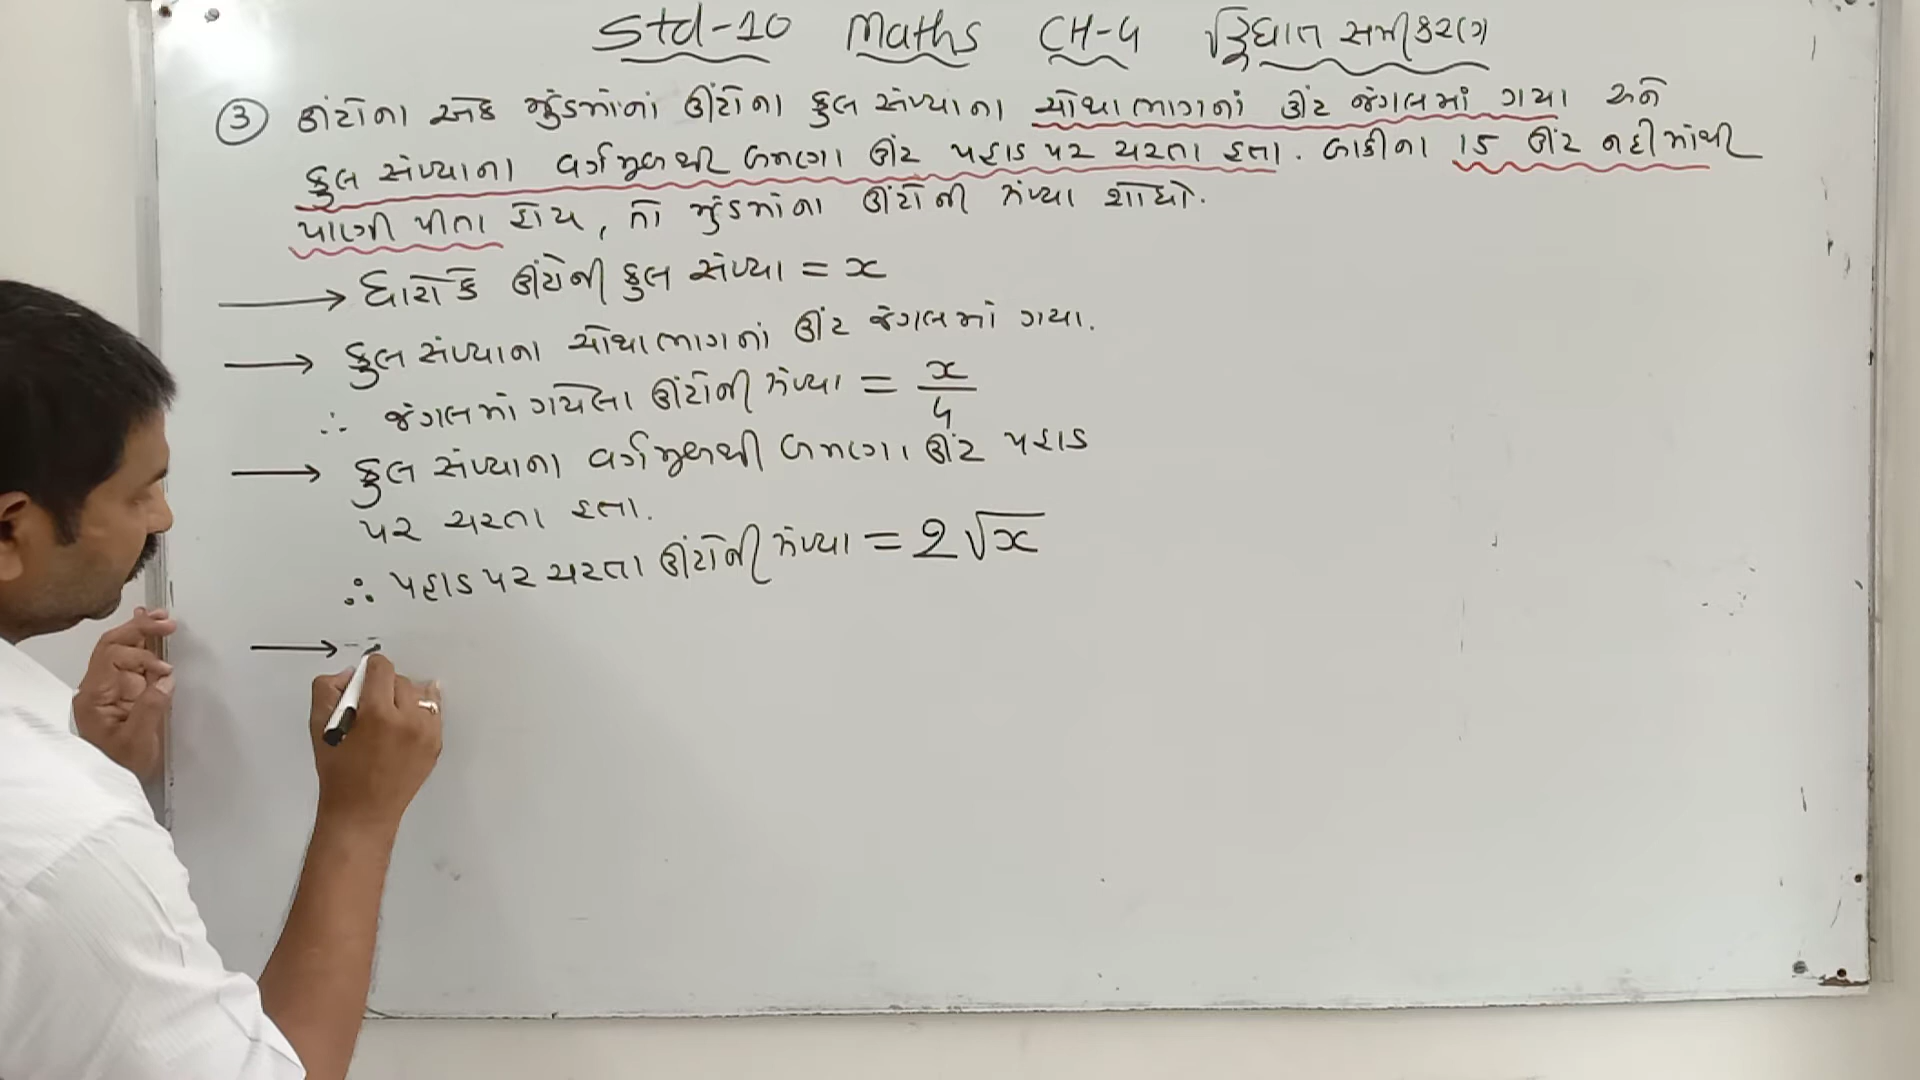 Std-10 Maths CH-4 દ્વિઘાત સમીકરણ
③ ઊંટોના એક ઝુંડમાંનાં ઊંટોના કુલ સંખ્યાના ચોથાભાગનાં ઊંટ જંગલમાં ગયા અને
કુલ સંખ્યાના વર્ગમૂળથી બમણા ઊંટ પહાડ પર ચરતા હતા. બાકીના 15 ઊંટ નદીમાંથી
પાણી પીતા હોય, તો ઝુંડમાંના ઊંટોની સંખ્યા શોધો.
→ ધારોકે ઊંટોની કુલ સંખ્યા = x
→ કુલ સંખ્યાના ચોથાભાગનાં ઊંટ જંગલમાં ગયા.
∴ જંગલમાં ગયેલા ઊંટોની સંખ્યા = x/4
→ કુલ સંખ્યાના વર્ગમૂળથી બમણા ઊંટ પહાડ
પર ચરતા હતા.
∴ પહાડ પર ચરતા ઊંટોની સંખ્યા = 2√x
→